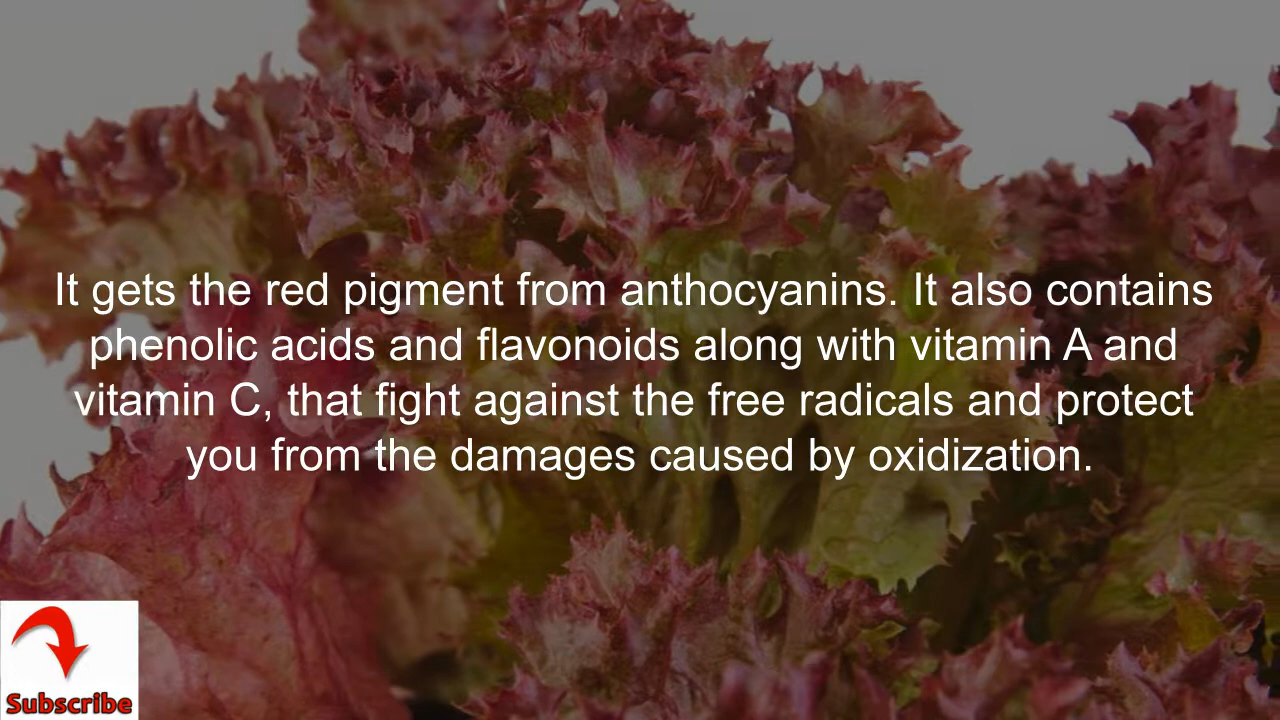 It gets the red pigment from anthocyanins. It also contains
phenolic acids and flavonoids along with vitamin A and
vitamin C, that fight against the free radicals and protect
you from the damages caused by oxidization.
Subscribe